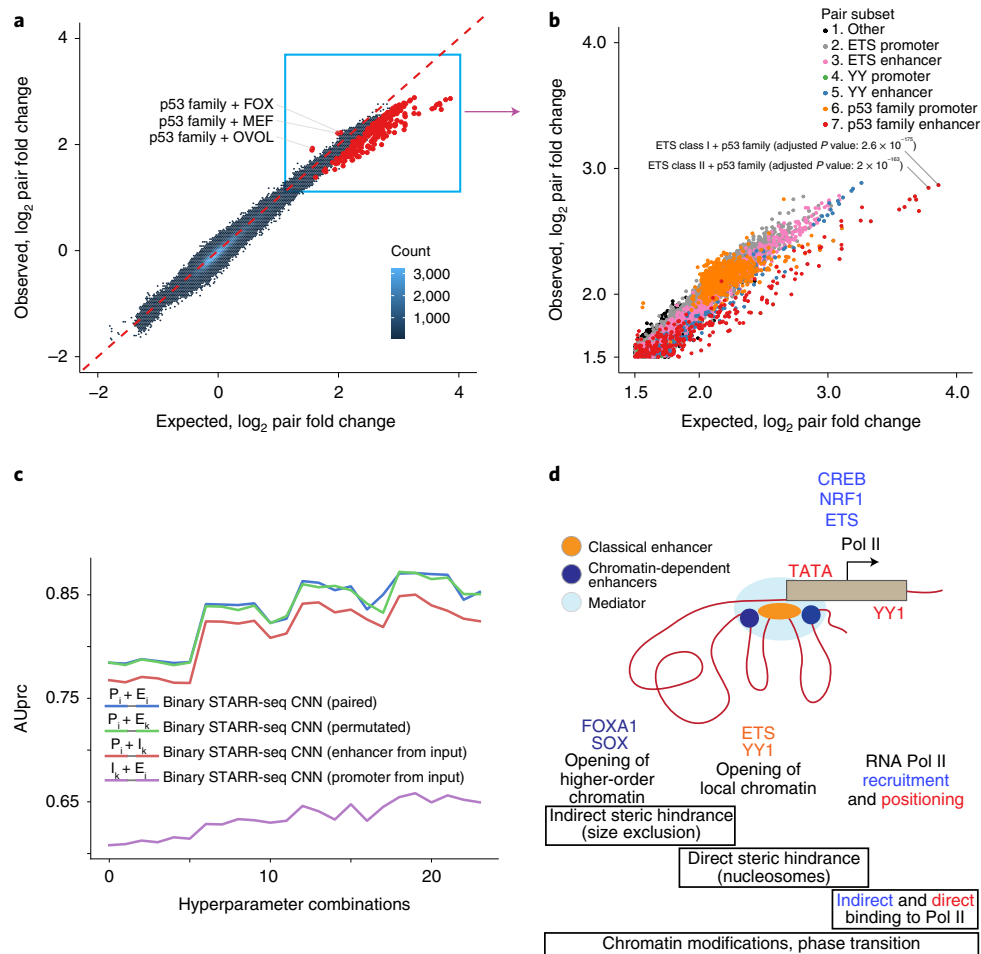 a
Observed, log2 pair fold change
4
2
0
−2
p53 family + FOX
p53 family + MEF
p53 family + OVOL
Count
3,000
2,000
1,000
−2
0
2
4
Expected, log2 pair fold change
b
Pair subset
1. Other
2. ETS promoter
3. ETS enhancer
4. YY promoter
5. YY enhancer
6. p53 family promoter
7. p53 family enhancer
ETS class I + p53 family (adjusted P value: 2.6 × 10−175)
ETS class II + p53 family (adjusted P value: 2 × 10−163)
Observed, log2 pair fold change
4.0
3.0
2.0
1.5
1.5
2.0
3.0
4.0
Expected, log2 pair fold change
c
AUprc
0.85
0.75
0.65
Pi + Ei Binary STARR-seq CNN (paired)
Pi + Ek Binary STARR-seq CNN (permutated)
Pi + Ik Binary STARR-seq CNN (enhancer from input)
Ik + Ei Binary STARR-seq CNN (promoter from input)
0
10
20
Hyperparameter combinations
d
CREB
NRF1
ETS
Classical enhancer
Chromatin-dependent
enhancers
Mediator
Pol II
TATA
YY1
FOXA1
SOX
Opening of
higher-order
chromatin
ETS
YY1
Opening of
local chromatin
RNA Pol II
recruitment
and positioning
Indirect steric hindrance
(size exclusion)
Direct steric hindrance
(nucleosomes)
Indirect and direct
binding to Pol II
Chromatin modifications, phase transition